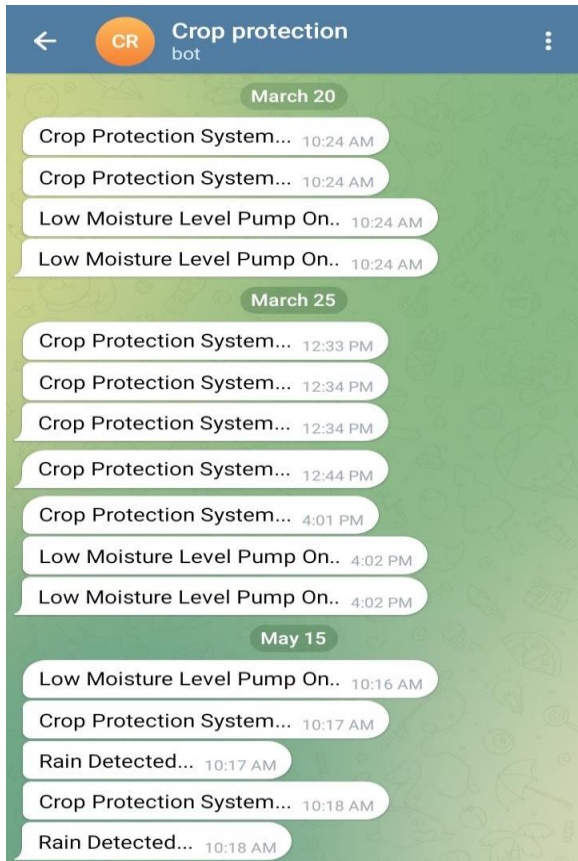 CR
Crop protection
bot
March 20
Crop Protection System... 10:24 AM
Crop Protection System... 10:24 AM
Low Moisture Level Pump On.. 10:24 AM
Low Moisture Level Pump On.. 10:24 AM
March 25
Crop Protection System... 12:33 PM
Crop Protection System... 12:34 PM
Crop Protection System... 12:34 PM
Crop Protection System... 12:44 PM
Crop Protection System... 4:01 PM
Low Moisture Level Pump On.. 4:02 PM
Low Moisture Level Pump On.. 4:02 PM
May 15
Low Moisture Level Pump On.. 10:16 AM
Crop Protection System... 10:17 AM
Rain Detected... 10:17 AM
Crop Protection System... 10:18 AM
Rain Detected... 10:18 AM